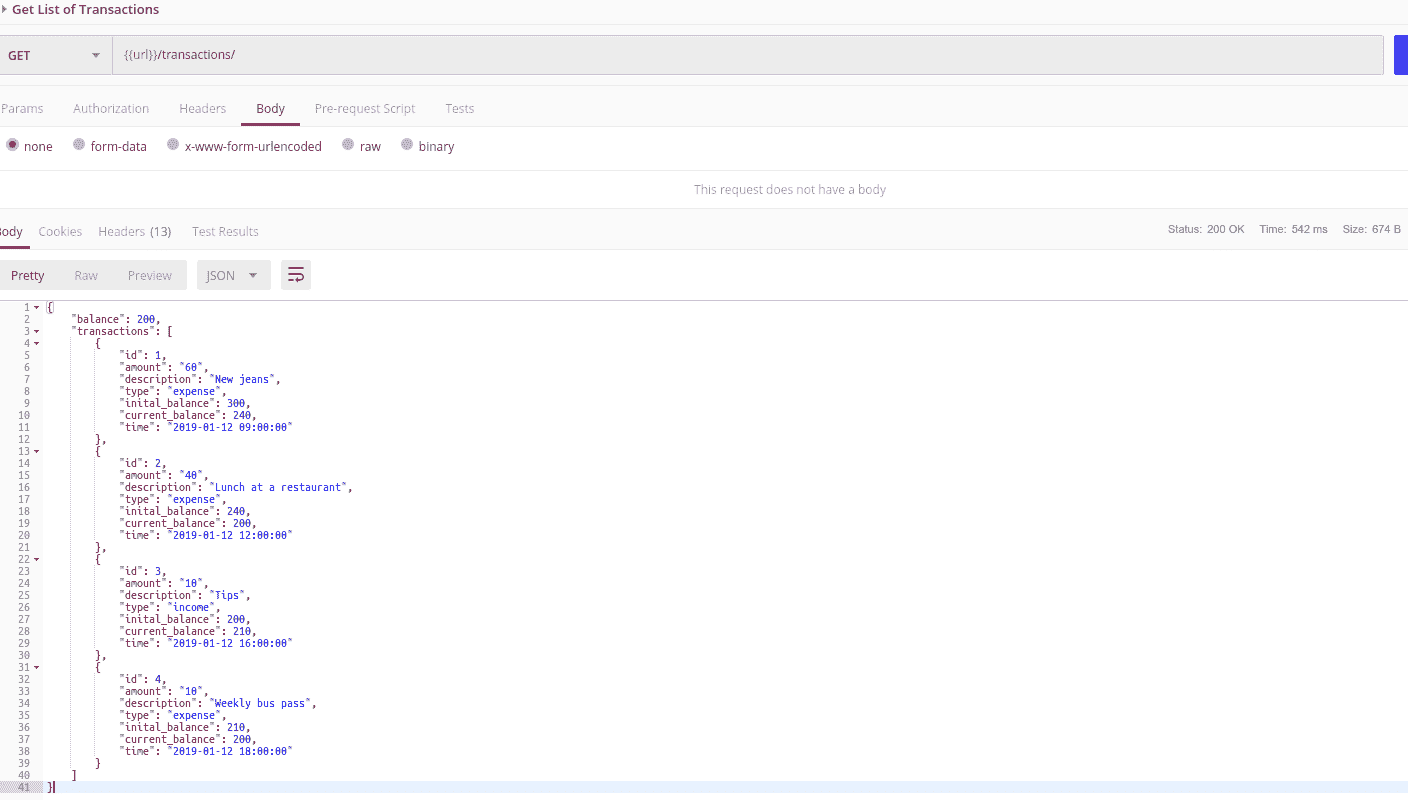 Get List of Transactions
GET {{url}}/transactions/
Params Authorization Headers Body Pre-request Script Tests
none form-data x-www-form-urlencoded raw binary
This request does not have a body
Body Cookies Headers (13) Test Results Status: 200 OK Time: 542 ms Size: 674 B
Pretty Raw Preview JSON
1 {
2 "balance": 200,
3 "transactions": [
4 {
5 "id": 1,
6 "amount": "60",
7 "description": "New jeans",
8 "type": "expense",
9 "inital_balance": 300,
10 "current_balance": 240,
11 "time": "2019-01-12 09:00:00"
12 },
13 {
14 "id": 2,
15 "amount": "40",
16 "description": "Lunch at a restaurant",
17 "type": "expense",
18 "inital_balance": 240,
19 "current_balance": 200,
20 "time": "2019-01-12 12:00:00"
21 },
22 {
23 "id": 3,
24 "amount": "10",
25 "description": "Tips",
26 "type": "income",
27 "inital_balance": 200,
28 "current_balance": 210,
29 "time": "2019-01-12 16:00:00"
30 },
31 {
32 "id": 4,
33 "amount": "10",
34 "description": "Weekly bus pass",
35 "type": "expense",
36 "inital_balance": 210,
37 "current_balance": 200,
38 "time": "2019-01-12 18:00:00"
39 }
40 ]
41 }